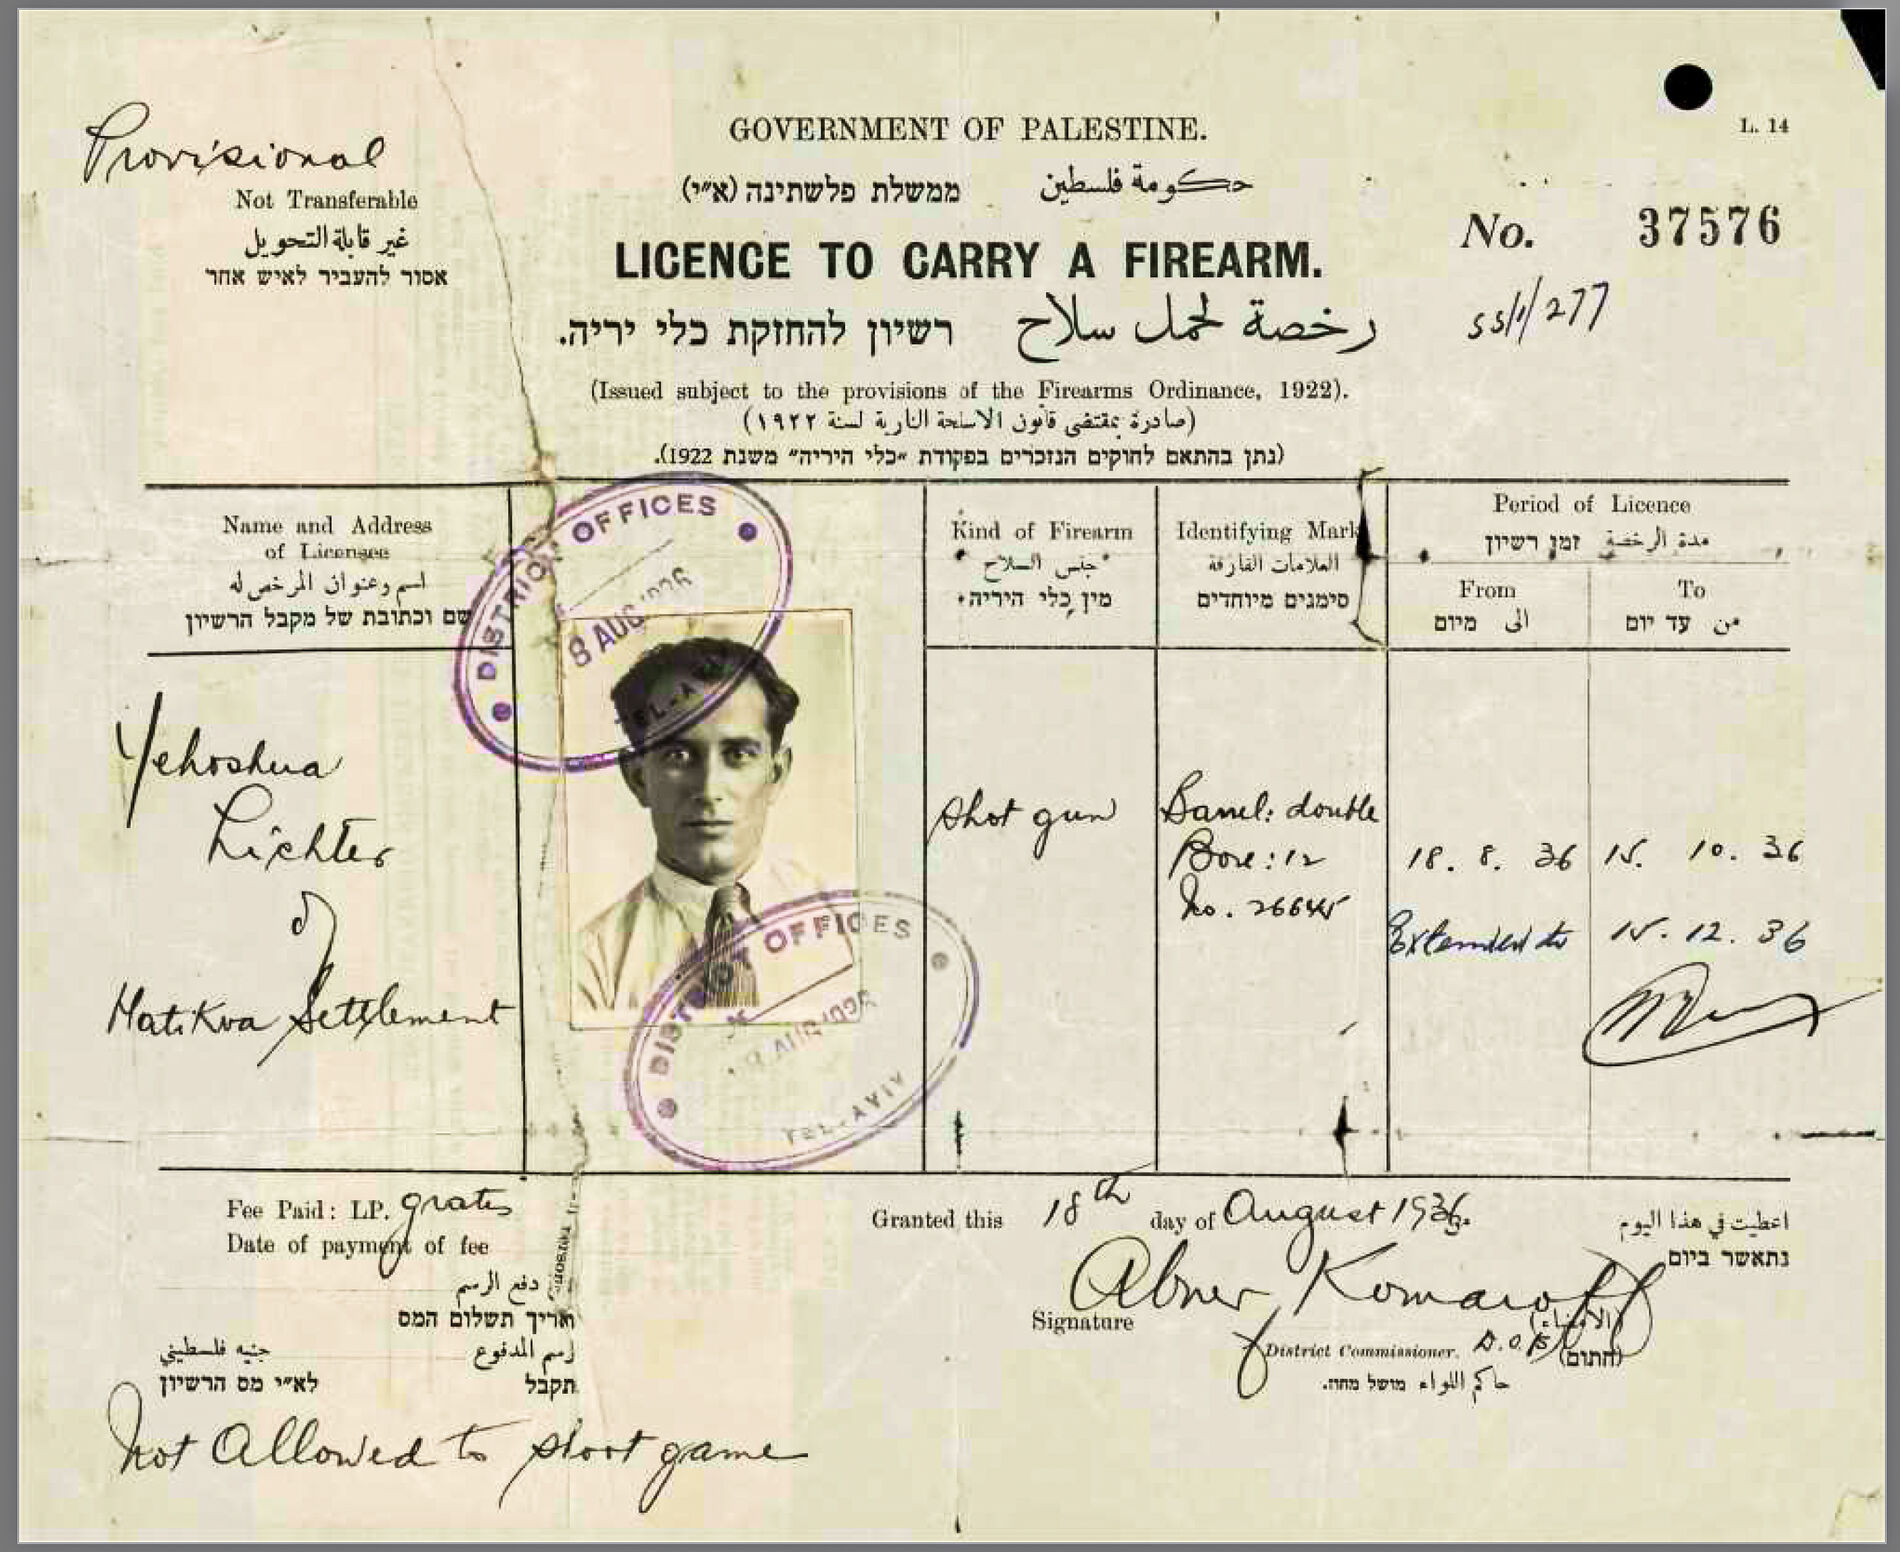 Provisional
Not Transferable
غير قابلة التحويل
אסור להעביר לאיש אחר
GOVERNMENT OF PALESTINE.
ממשלת פלשתינה (א״י) حكومة فلسطين
LICENCE TO CARRY A FIREARM.
רשיון להחזקת כלי יריה. رخصة لحمل سلاح
(Issued subject to the provisions of the Firearms Ordinance, 1922).
(صادرة بمقتضى قانون الاسلحة النارية لسنة ١٩٢٢)
(נתן בהתאם לחוקים הנזכרים בפקודת ״כלי היריה״ משנת 1922).
L. 14
No. 37576
SS/1/277
Name and Address
of Licensee
اسم وعنوان المرخص له
שם וכתובת של מקבל הרשיון
Kind of Firearm
جنس السلاح
מין כלי היריה
Identifying Mark
العلامات الفارقة
סימנים מיוחדים
Period of Licence
זמן רשיון مدة الرخصة
From
מיום الى
To
עד יום من
DISTRICT OFFICES
8 AUG 1936
TEL-AVIV
Yehoshua
Lichter
of
Hatikva Settlement
Shot gun
Barrel: double
Bore: 12
No. 26645
18. 8. 36
15. 10. 36
Extended to 15. 12. 36
DISTRICT OFFICES
AUG 1936
TEL-AVIV
Fee Paid: LP. gratis
Date of payment of fee
دفع الرسم
תאריך תשלום המס
جنيه فلسطيني رسم المدفوع
לא״י מס הרשיון תקבל
Granted this 18th day of August 1936.
اعطيت في هذا اليوم
נתאשר ביום
Abner Komaroff
Signature
(الامضاء)
(חתום)
District Commissioner.
מושל מחוז. حاكم اللواء
Not Allowed to shoot game